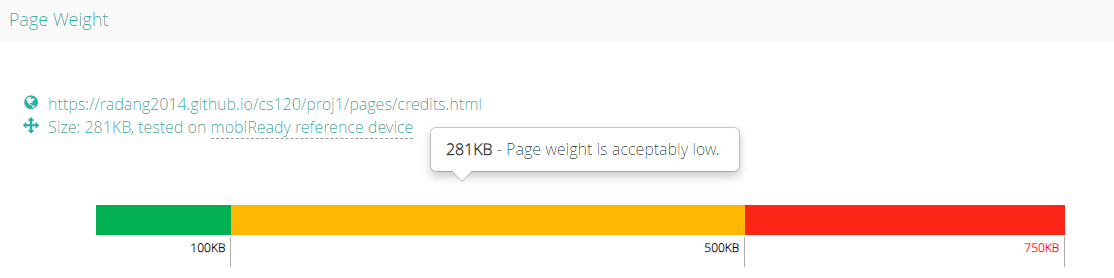 Page Weight
https://radang2014.github.io/cs120/proj1/pages/credits.html
Size: 281KB, tested on mobiReady reference device
281KB - Page weight is acceptably low.
100KB 500KB 750KB